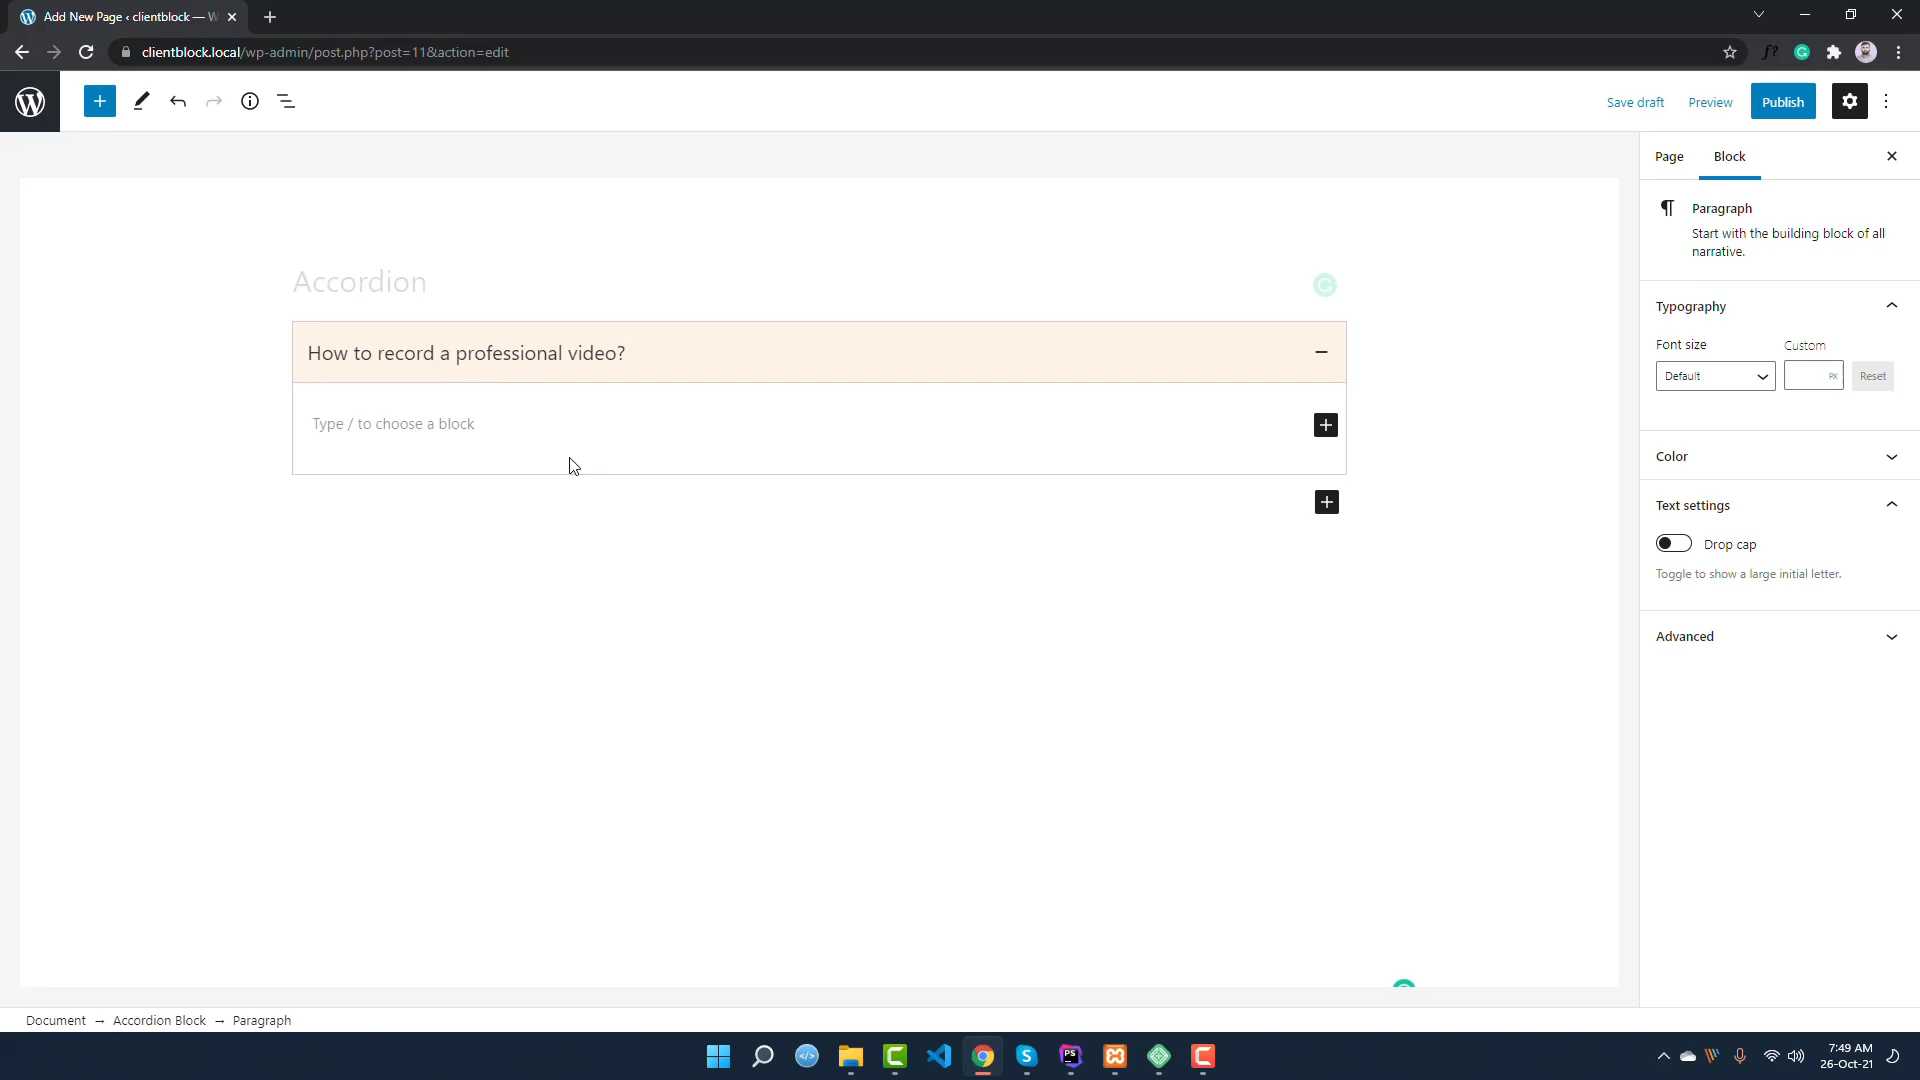 Add New Page ‹ clientblock — W
clientblock.local/wp-admin/post.php?post=11&action=edit
Save draft
Preview
Publish
Page
Block
Paragraph
Start with the building block of all
narrative.
Accordion
Typography
How to record a professional video?
Font size
Custom
Default
PX
Reset
Type / to choose a block
Color
Text settings
Drop cap
Toggle to show a large initial letter.
Advanced
Document → Accordion Block → Paragraph
7:49 AM
26-Oct-21